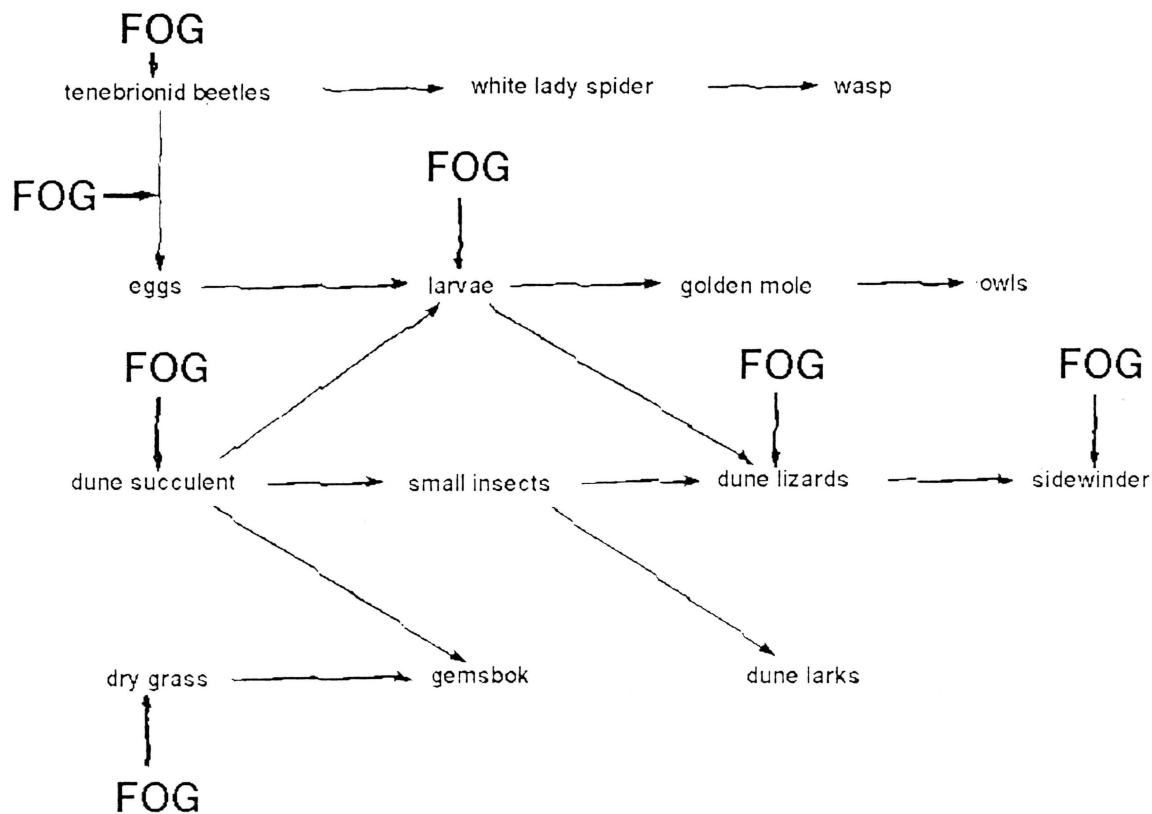 FOG
tenebrionid beetles
white lady spider
wasp
FOG
FOG
eggs
larvae
golden mole
owls
FOG
FOG
FOG
dune succulent
small insects
dune lizards
sidewinder
dry grass
gemsbok
dune larks
FOG